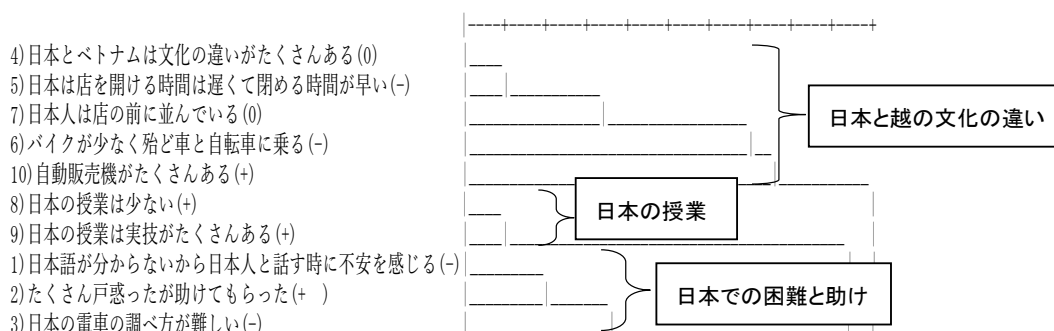 4)日本とベトナムは文化の違いがたくさんある(0)
5)日本は店を開ける時間は遅くて閉める時間が早い(-)
7)日本人は店の前に並んでいる(0)
6)バイクが少なく殆ど車と自転車に乗る(-)
10)自動販売機がたくさんある(+)
8)日本の授業は少ない(+)
9)日本の授業は実技がたくさんある(+)
1)日本語が分からないから日本人と話す時に不安を感じる(-)
2)たくさん戸惑ったが助けてもらった(+ )
3)日本の電車の調べ方が難しい(-)
日本と越の文化の違い
日本の授業
日本での困難と助け